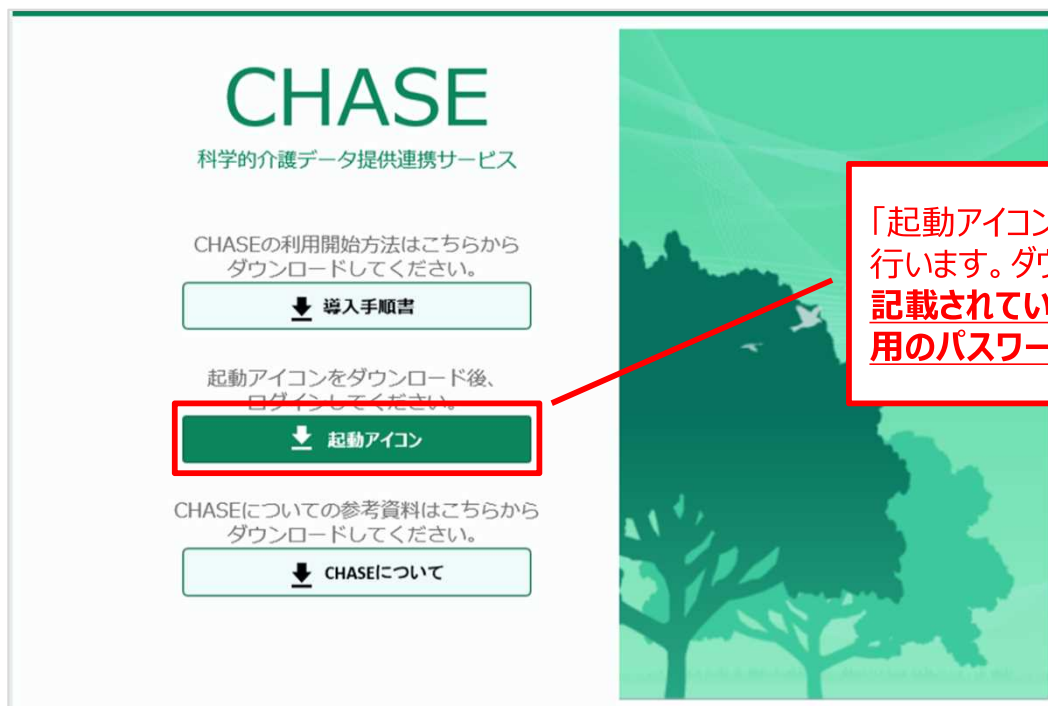 CHASE
科学的介護データ提供連携サービス
CHASEの利用開始方法はこちらから
ダウンロードしてください。
導入手順書
起動アイコンをダウンロード後、
ログインしてください。
起動アイコン
CHASEについての参考資料はこちらから
ダウンロードしてください。
CHASEについて
「起動アイコン
行います。ダウ
記載されてい
用のパスワー